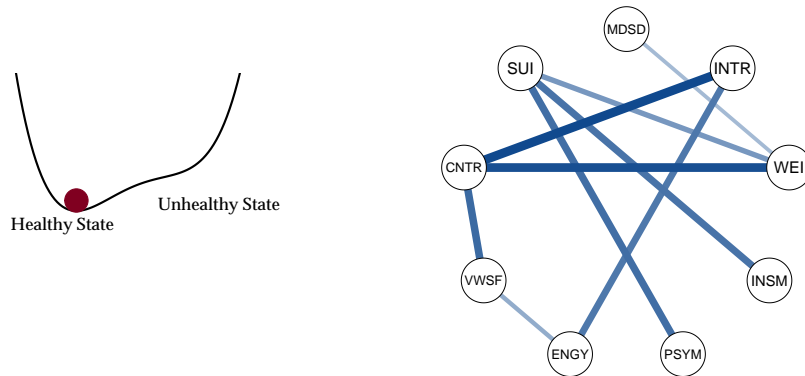 MDSD
SUI
INTR
CNTR
WEI
Healthy State
Unhealthy State
VWSF
INSM
ENGY
PSYM